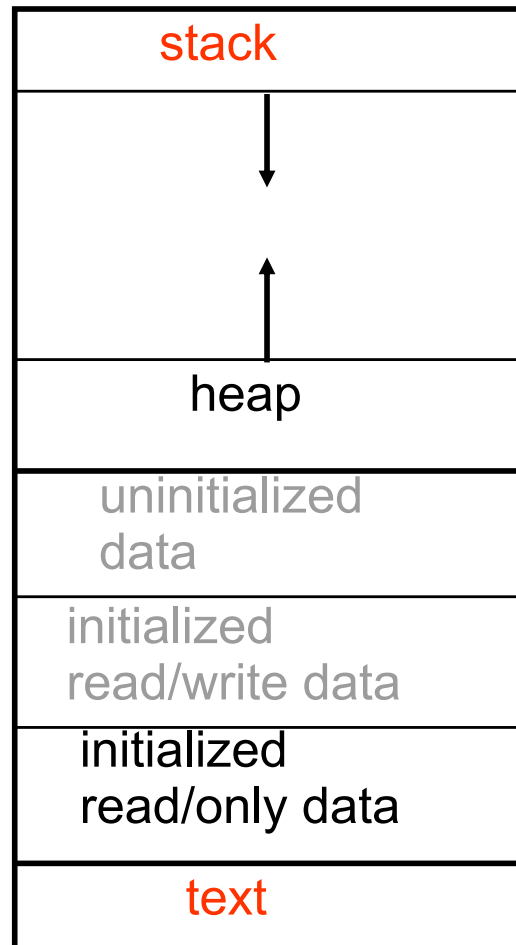 stack
heap
uninitialized
data
initialized
read/write data
initialized
read/only data
text